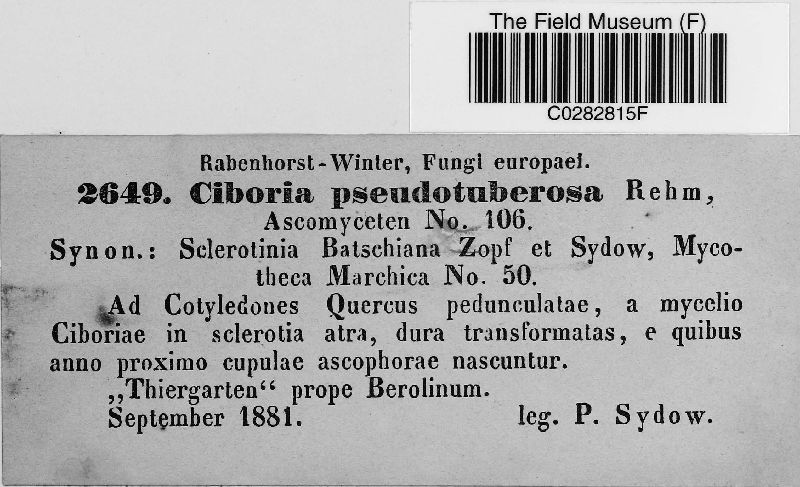 The Field Museum (F)
C0282815F
Rabenhorst-Winter, Fungi europaei.
2649. Ciboria pseudotuberosa Rehm,
Ascomyceten No. 106.
Synon.: Sclerotinia Batschiana Zopf et Sydow, Myco-
theca Marchica No. 50.
Ad Cotyledones Quercus pedunculatae, a mycelio
Ciboriae in sclerotia atra, dura transformatas, e quibus
anno proximo cupulae ascophorae nascuntur.
„Thiergarten“ prope Berolinum.
September 1881. leg. P. Sydow.